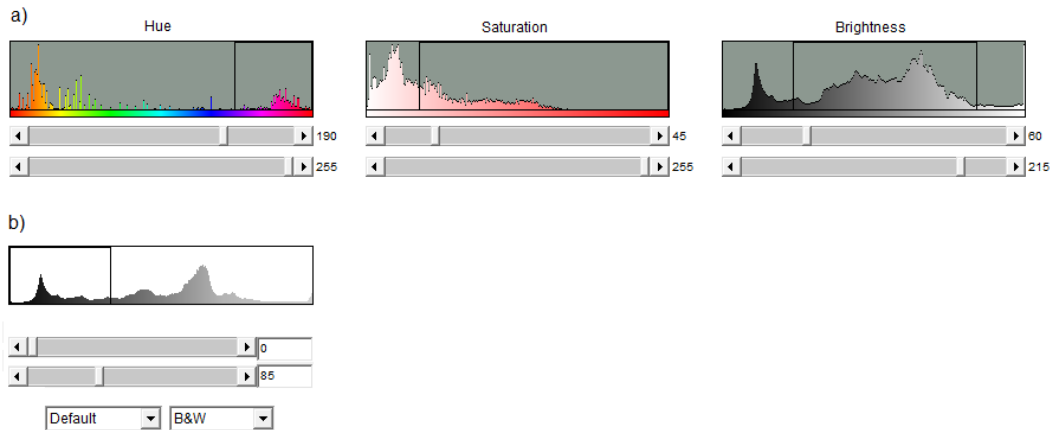 a)
Hue
Saturation
Brightness
190
45
60
255
255
215
b)
0
85
Default
B&W